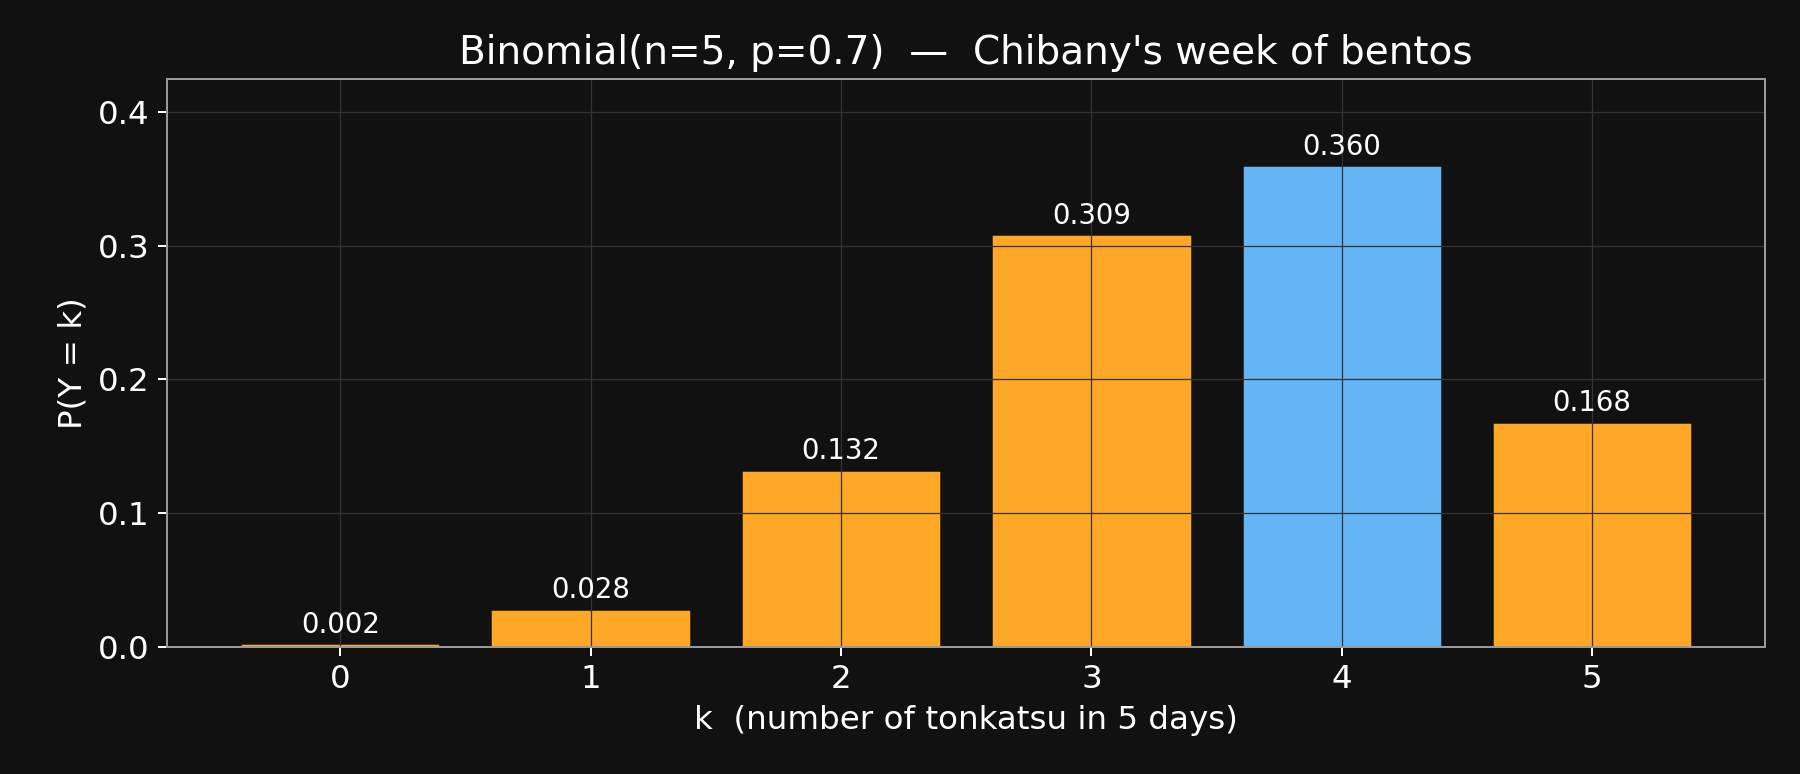 Binomial(n=5, p=0.7) — Chibany's week of bentos
P(Y = k)
0.4
0.3
0.2
0.1
0.0
0.002
0.028
0.132
0.309
0.360
0.168
0 1 2 3 4 5
k (number of tonkatsu in 5 days)